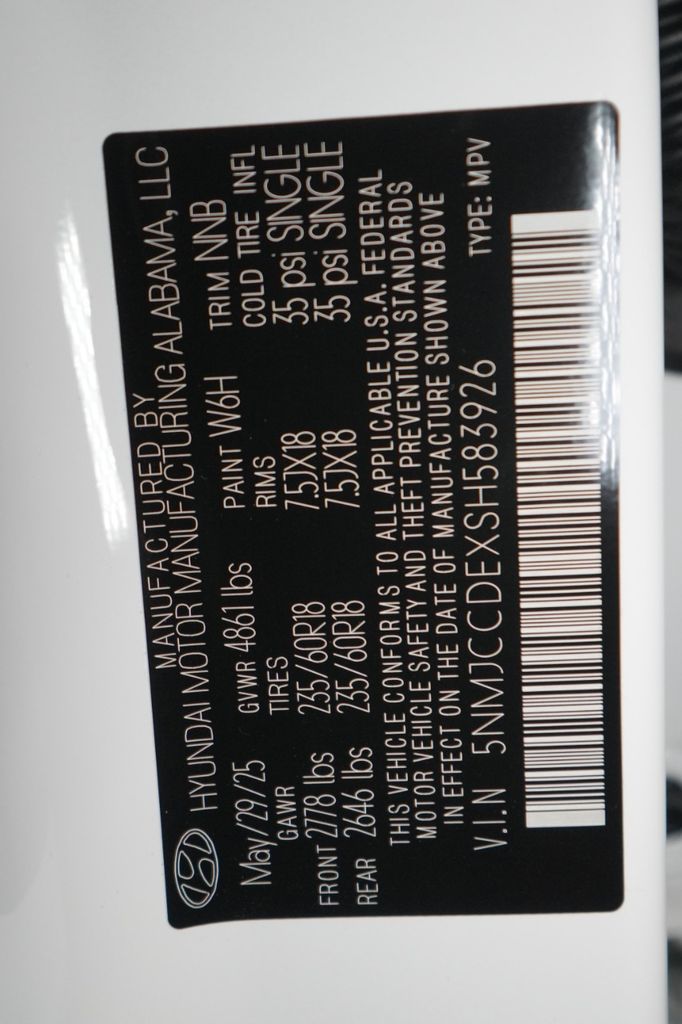 MANUFACTURED BY
HYUNDAI MOTOR MANUFACTURING ALABAMA, LLC
May/29/25 GVWR 4861 lbs PAINT W6H TRIM NNB
GAWR TIRES RIMS COLD TIRE INFL
FRONT 2778 lbs 235/60R18 7.5JX18 35 psi SINGLE
REAR 2646 lbs 235/60R18 7.5JX18 35 psi SINGLE
THIS VEHICLE CONFORMS TO ALL APPLICABLE U.S.A. FEDERAL
MOTOR VEHICLE SAFETY AND THEFT PREVENTION STANDARDS
IN EFFECT ON THE DATE OF MANUFACTURE SHOWN ABOVE
V.I.N 5NMJCCDEXSH583926 TYPE: MPV